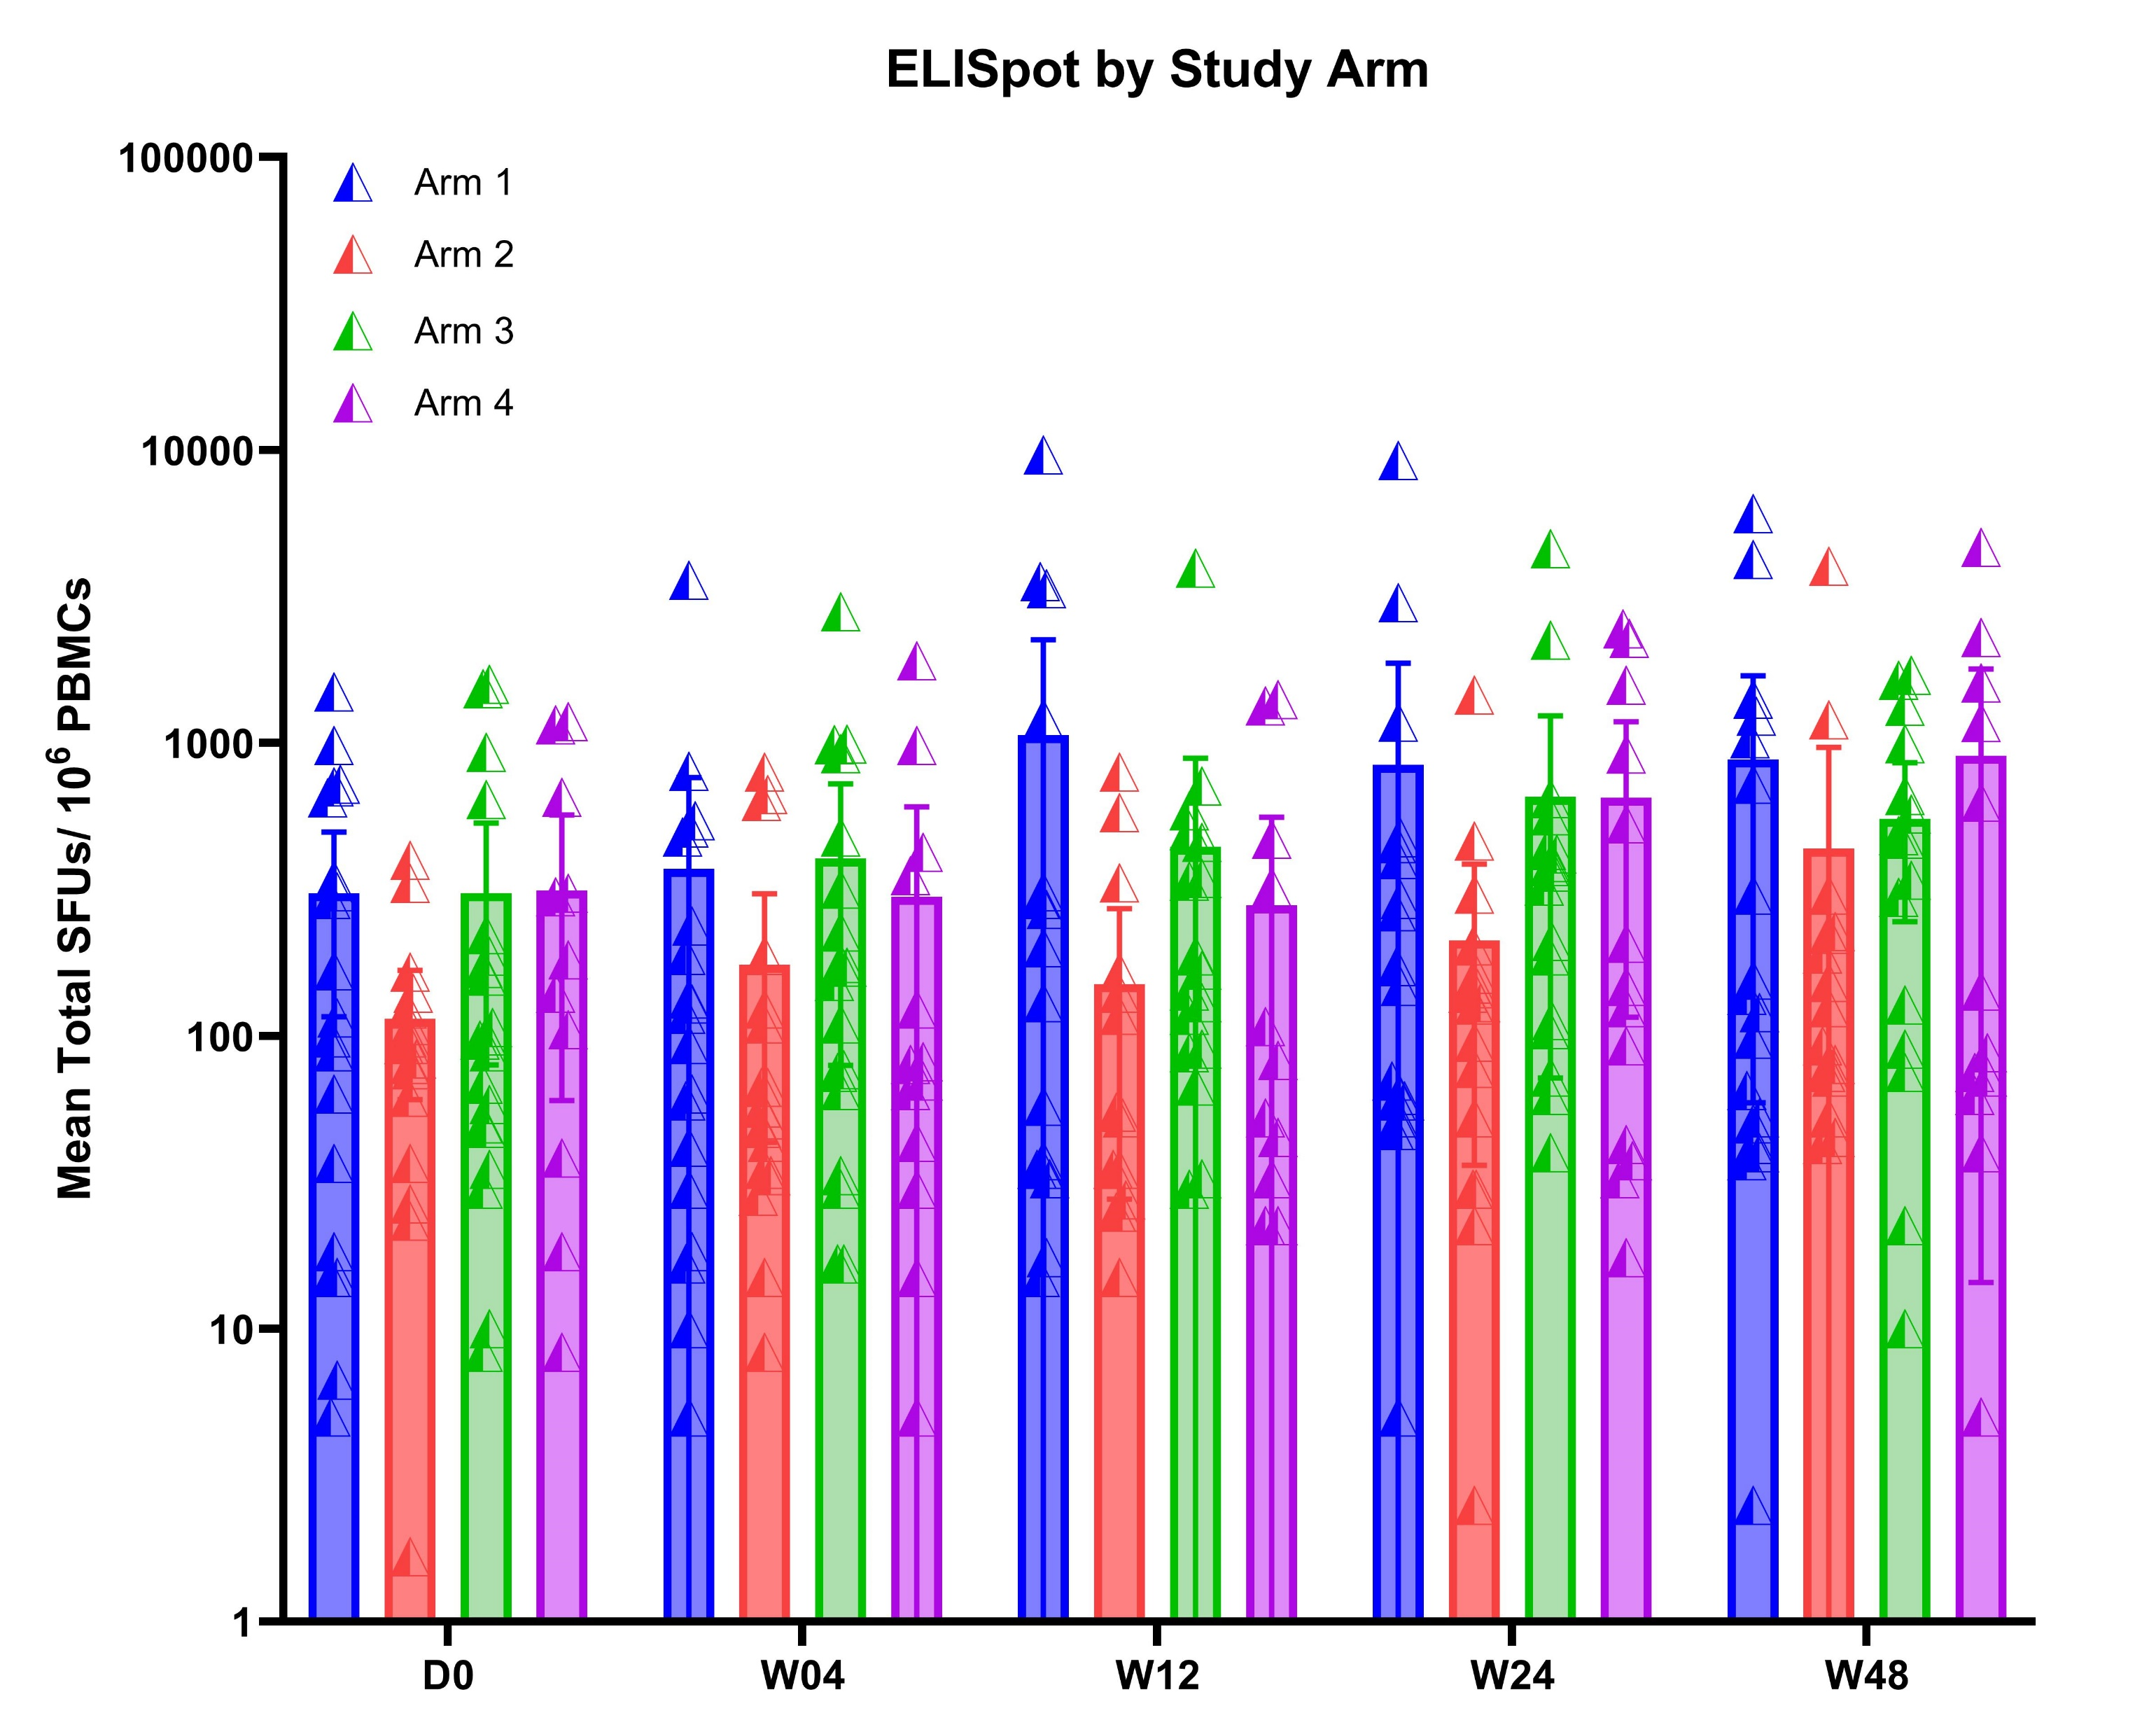 ELISpot by Study Arm
100000
10000
1000
100
10
1
Mean Total SFUs/ 10⁶ PBMCs
Arm 1
Arm 2
Arm 3
Arm 4
D0 W04 W12 W24 W48